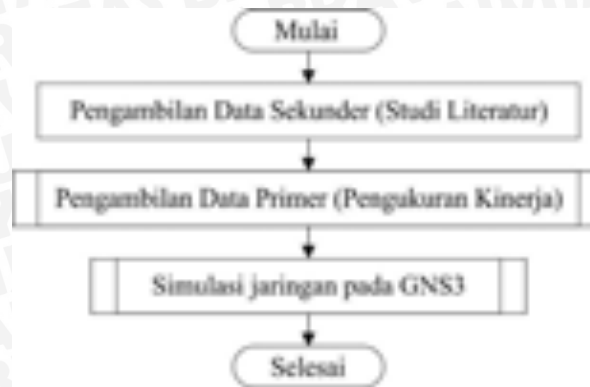 Mulai
Pengambilan Data Sekunder (Studi Literatur)
Pengambilan Data Primer (Pengukuran Kinerja)
Simulasi jaringan pada GNS3
Selesai